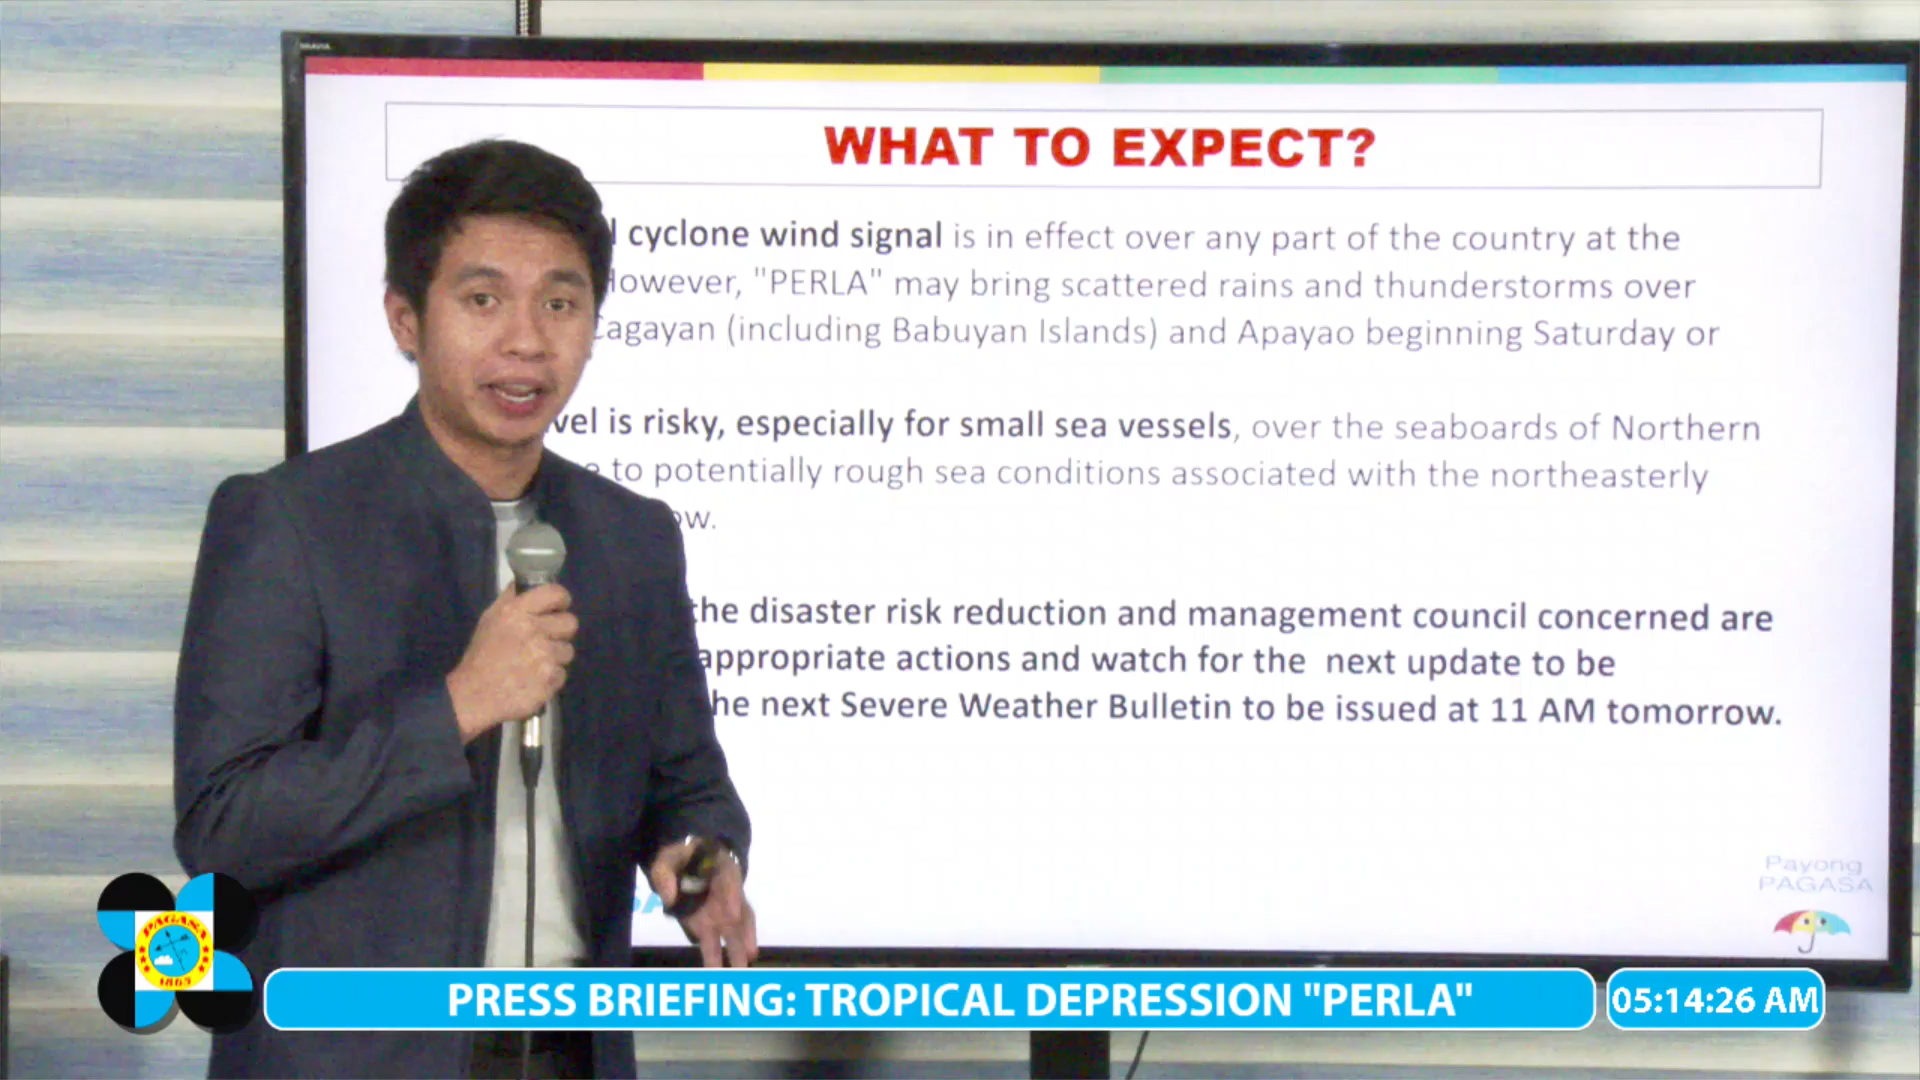 BRAVIA
WHAT TO EXPECT?
cyclone wind signal is in effect over any part of the country at the
However, "PERLA" may bring scattered rains and thunderstorms over
Cagayan (including Babuyan Islands) and Apayao beginning Saturday or
is risky, especially for small sea vessels, over the seaboards of Northern
to potentially rough sea conditions associated with the northeasterly
the disaster risk reduction and management council concerned are
appropriate actions and watch for the next update to be
the next Severe Weather Bulletin to be issued at 11 AM tomorrow.
Payong
PAGASA
PAGASA
1865
PRESS BRIEFING: TROPICAL DEPRESSION "PERLA"
05:14:26 AM